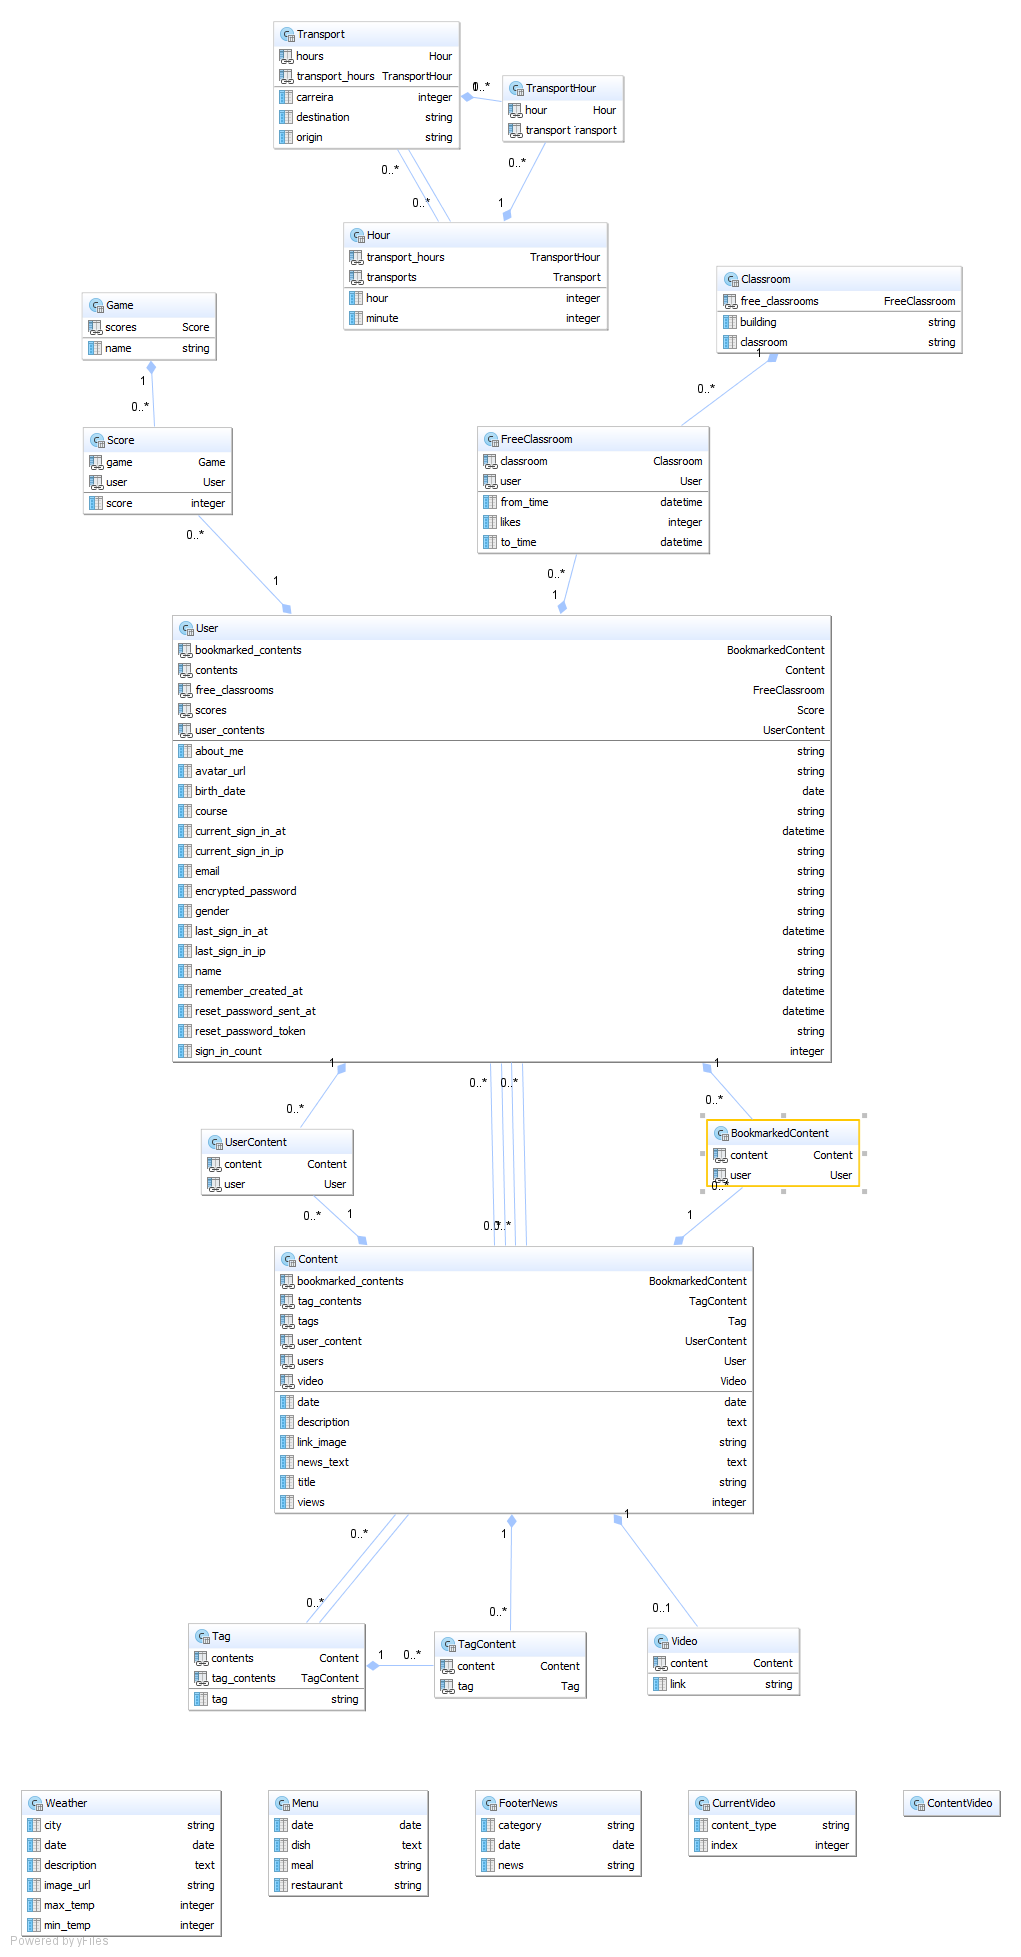 Transport
hours Hour
transport_hours TransportHour
carreira integer
destination string
origin string
0..*
TransportHour
hour Hour
transport Transport
0..*
0..*
0..*
1
Hour
transport_hours TransportHour
transports Transport
hour integer
minute integer
Classroom
free_classrooms FreeClassroom
building string
classroom string
1
0..*
Game
scores Score
name string
1
0..*
Score
game Game
user User
score integer
0..*
1
FreeClassroom
classroom Classroom
user User
from_time datetime
likes integer
to_time datetime
0..*
1
User
bookmarked_contents BookmarkedContent
contents Content
free_classrooms FreeClassroom
scores Score
user_contents UserContent
about_me string
avatar_url string
birth_date date
course string
current_sign_in_at datetime
current_sign_in_ip string
email string
encrypted_password string
gender string
last_sign_in_at datetime
last_sign_in_ip string
name string
remember_created_at datetime
reset_password_sent_at datetime
reset_password_token string
sign_in_count integer
1
0..* 0..*
1
0..*
0..*
UserContent
content Content
user User
BookmarkedContent
content Content
user User
0..*
0..*
1
1
0..*
Content
bookmarked_contents BookmarkedContent
tag_contents TagContent
tags Tag
user_content UserContent
users User
video Video
date date
description text
link_image string
news_text text
title string
views integer
0..*
1
1
0..*
0..*
0..1
Tag
contents Content
tag_contents TagContent
tag string
1 0..*
TagContent
content Content
tag Tag
Video
content Content
link string
Weather
city string
date date
description text
image_url string
max_temp integer
min_temp integer
Menu
date date
dish text
meal string
restaurant string
FooterNews
category string
date date
news string
CurrentVideo
content_type string
index integer
ContentVideo
Powered by yFiles